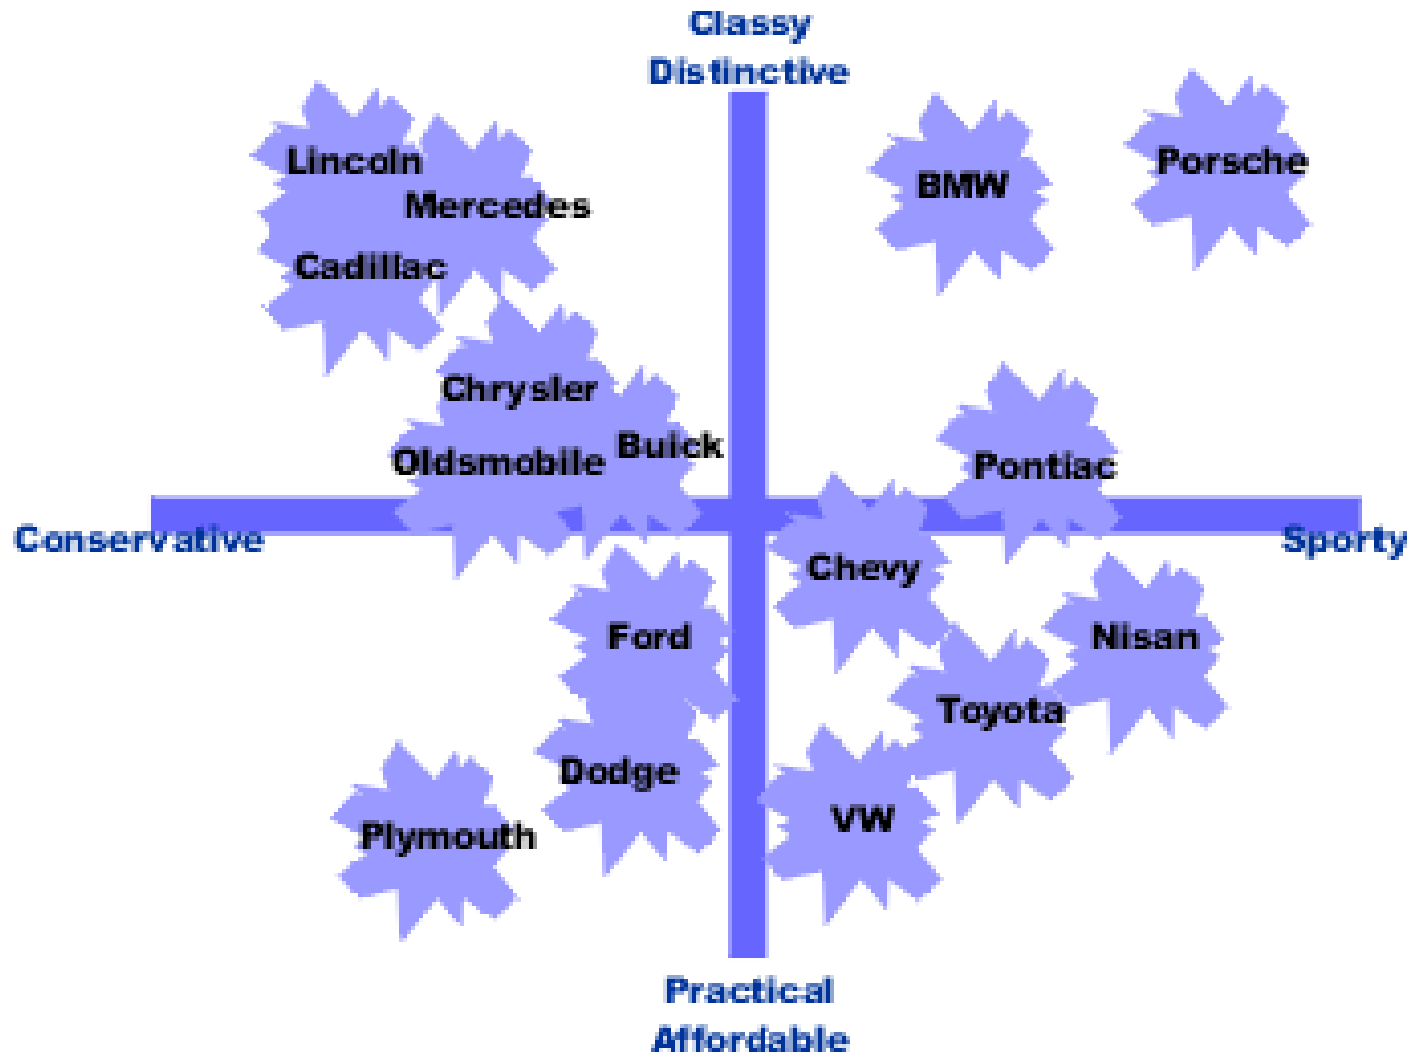 Classy
Distinctive
Lincoln
Mercedes
Cadillac
BMW
Porsche
Chrysler
Oldsmobile
Buick
Pontiac
Conservative
Sporty
Chevy
Ford
Nisan
Toyota
Dodge
VW
Plymouth
Practical
Affordable